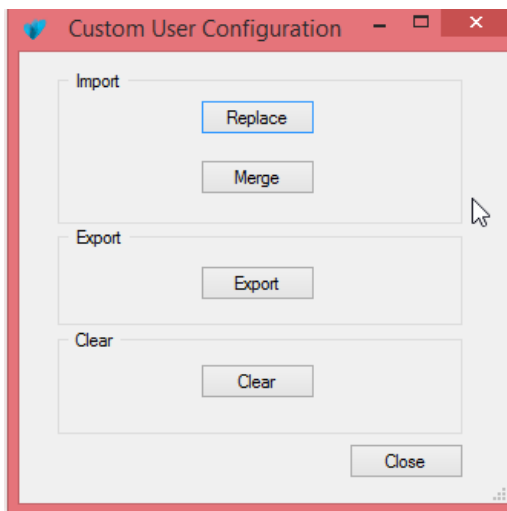 Custom User Configuration
Import
Replace
Merge
Export
Export
Clear
Clear
Close